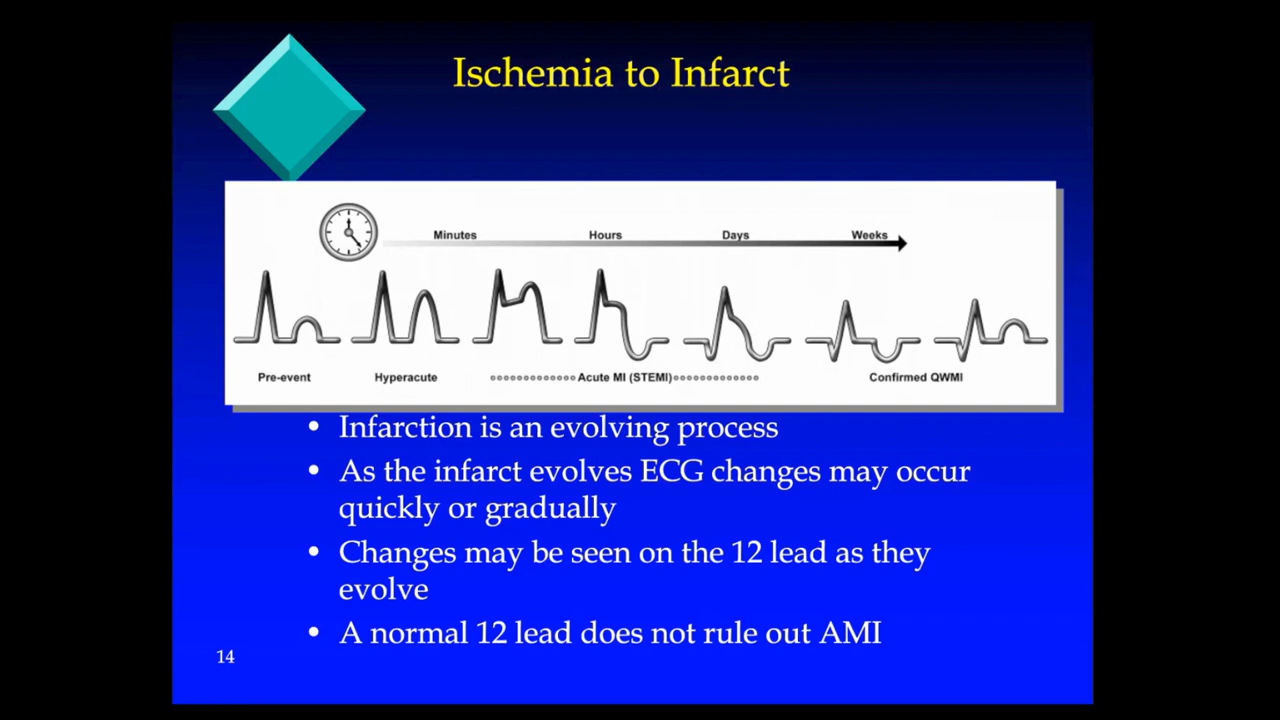 Ischemia to Infarct
Minutes Hours Days Weeks
Pre-event Hyperacute Acute MI (STEMI) Confirmed QWMI
• Infarction is an evolving process
• As the infarct evolves ECG changes may occur
quickly or gradually
• Changes may be seen on the 12 lead as they
evolve
• A normal 12 lead does not rule out AMI
14